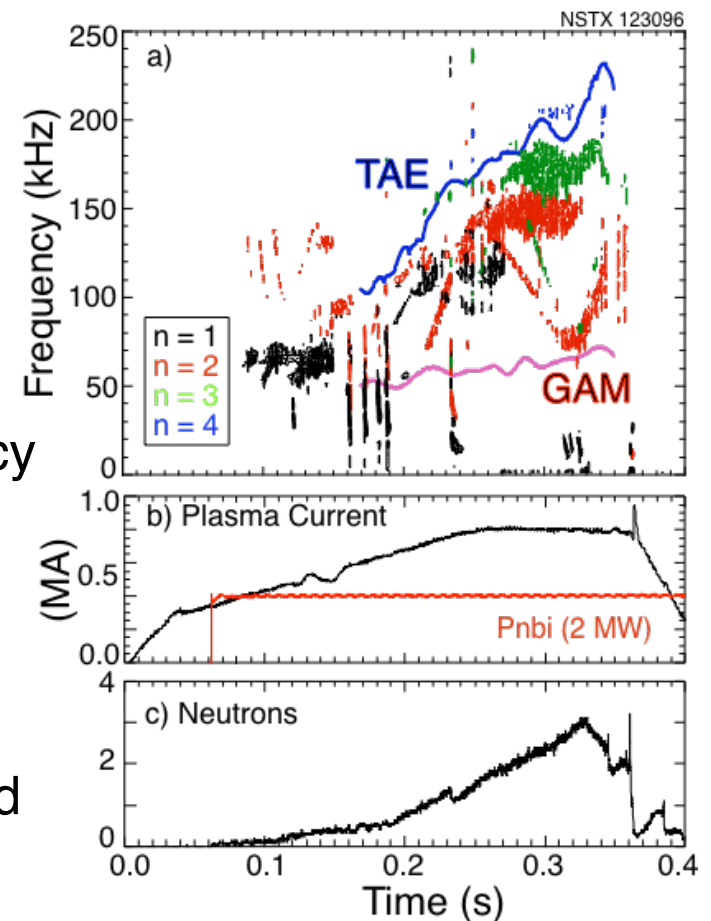 NSTX 123096
250
a)
200
TAE
150
Frequency (kHz)
100
n = 1
n = 2
n = 3
n = 4
50
GAM
0
cy
1.0
b) Plasma Current
(MA)
0.5
Pnbi (2 MW)
0.0
4
c) Neutrons
2
d
0
0.0 0.1 0.2 0.3 0.4
Time (s)